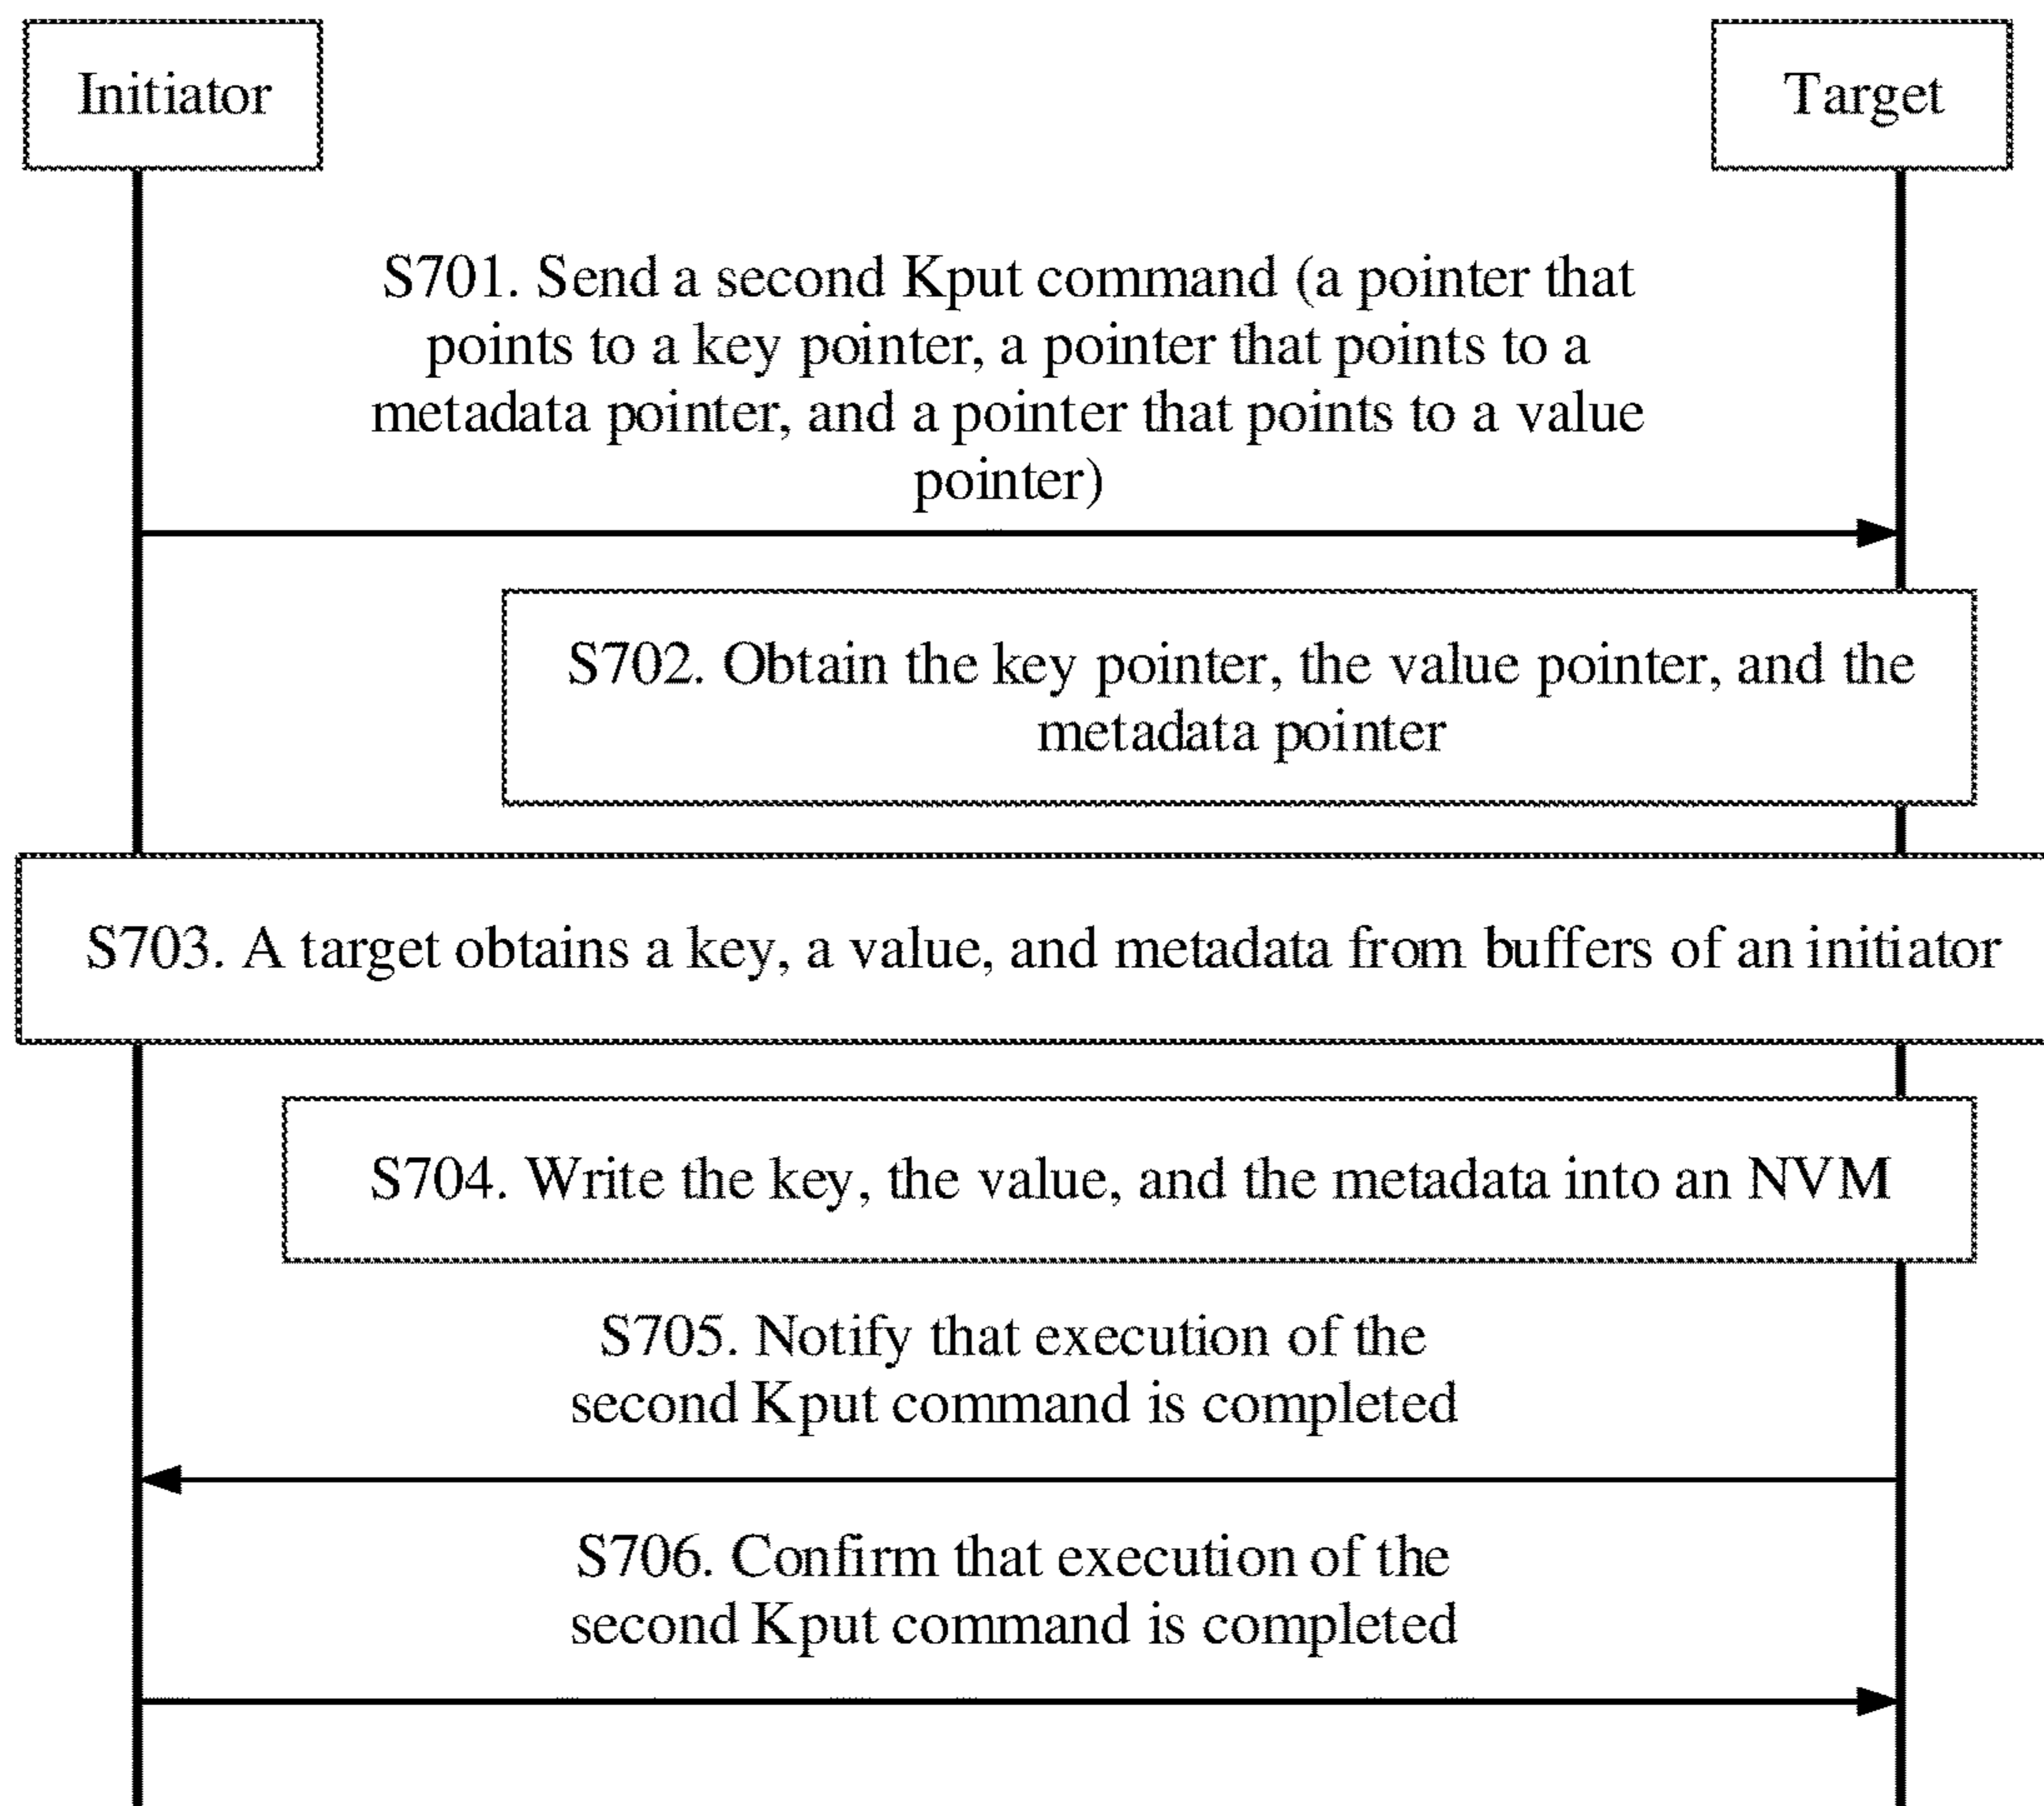 Initiator
Target
S701. Send a second Kput command (a pointer that
points to a key pointer, a pointer that points to a
metadata pointer, and a pointer that points to a value
pointer)
S702. Obtain the key pointer, the value pointer, and the
metadata pointer
S703. A target obtains a key, a value, and metadata from buffers of an initiator
S704. Write the key, the value, and the metadata into an NVM
S705. Notify that execution of the
second Kput command is completed
S706. Confirm that execution of the
second Kput command is completed